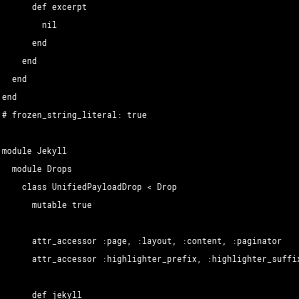 def excerpt
nil
end
end
end
end
# frozen_string_literal: true
module Jekyll
module Drops
class UnifiedPayloadDrop < Drop
mutable true
attr_accessor :page, :layout, :content, :paginator
attr_accessor :highlighter_prefix, :highlighter_suffix
def jekyll